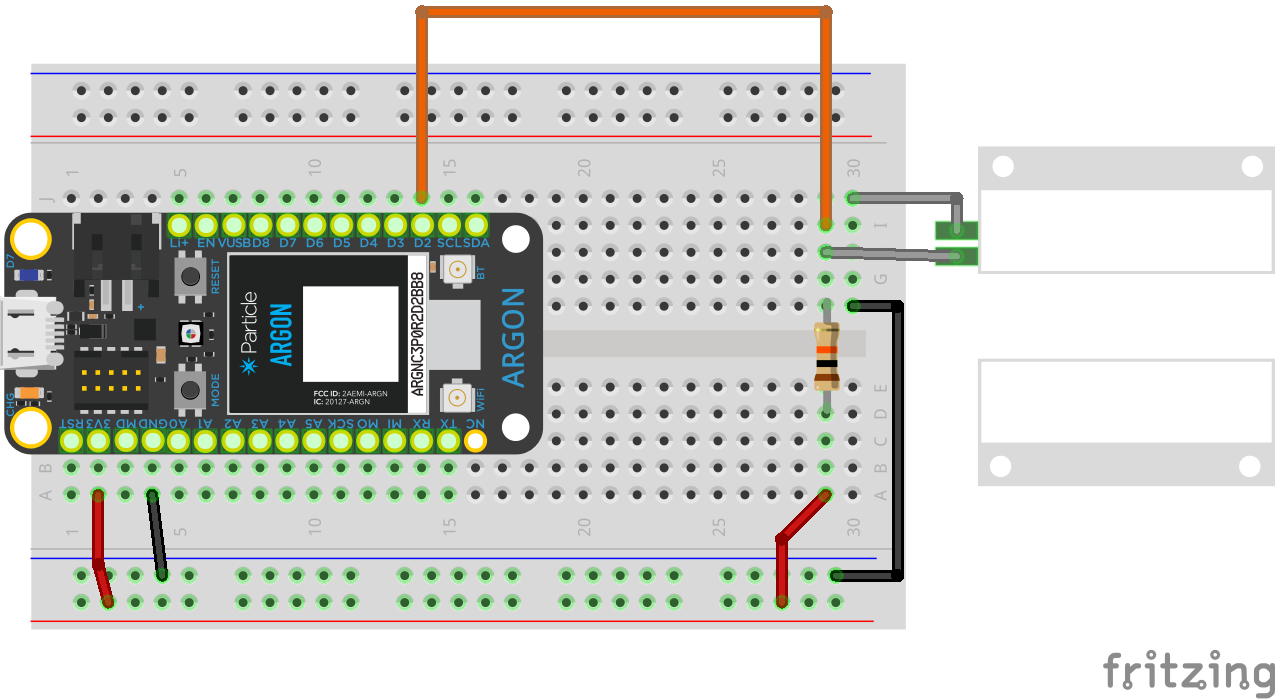 1 5 10 15 20 25 30
J
I
G
Li+ EN VUSB D8 D7 D6 D5 D4 D3 D2 SCL SDA
D7
RESET
BT
+
Particle
ARGON
ARGNC3P0R2D2BB8
ARGON
FCC ID: 2AEMI-ARGN
IC: 20127-ARGN
MODE
WiFi
CHG
RST 3V3 MD GND A0 A1 A2 A3 A4 A5 SCK MO MI RX TX NC
E
D
C
B B
A A
1 5 10 15 20 25 30
fritzing